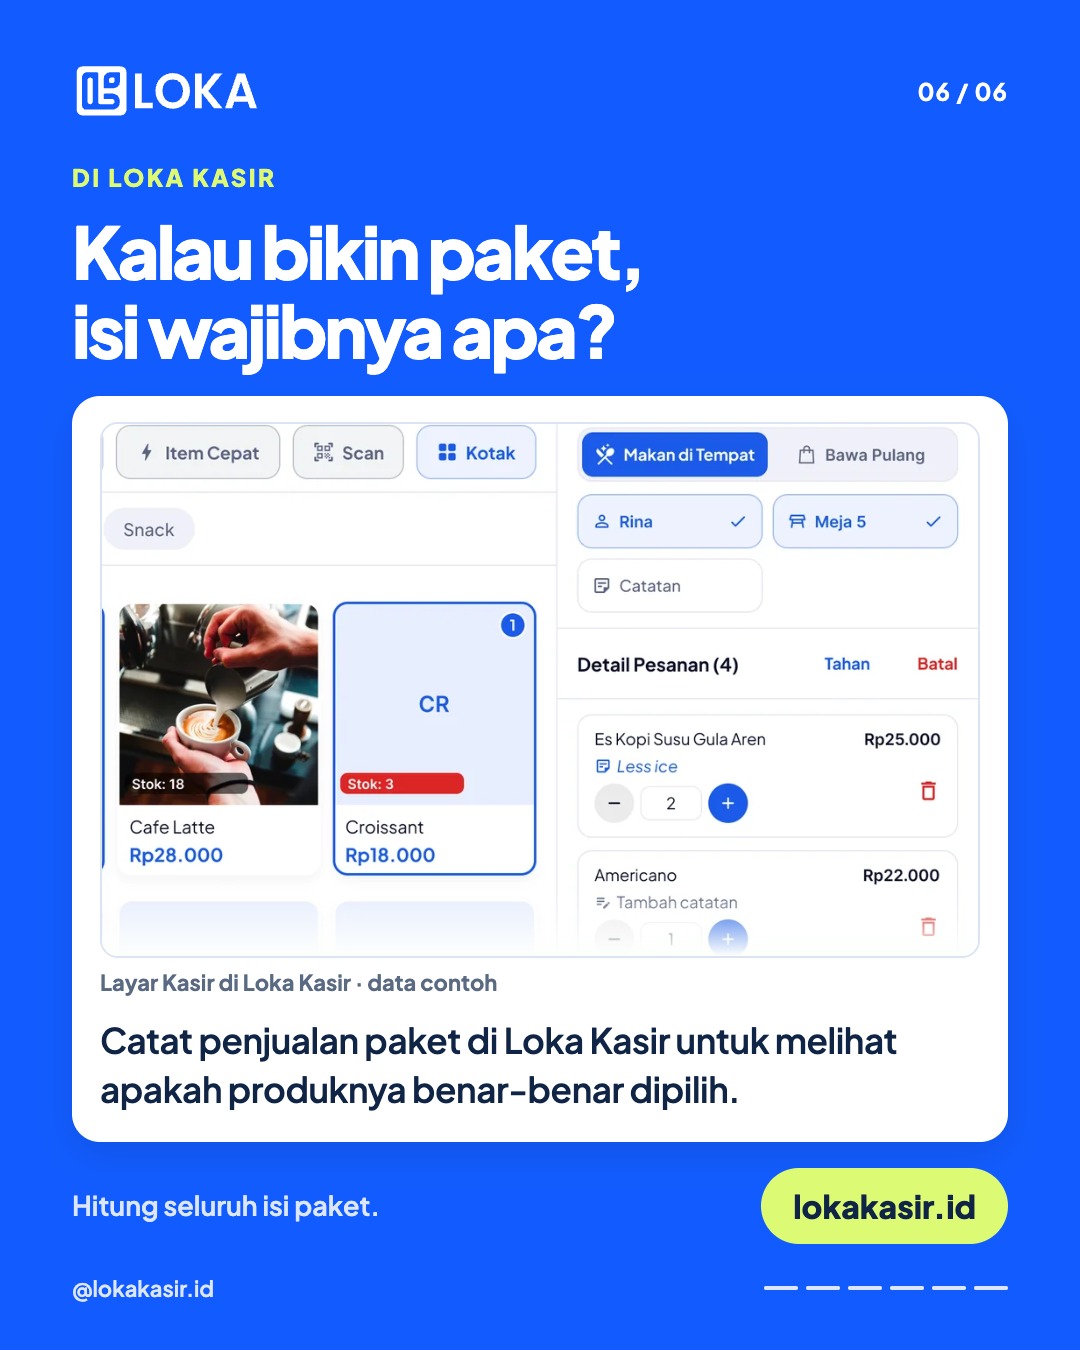 LOKA
06 / 06
DI LOKA KASIR
Kalau bikin paket,
isi wajibnya apa?
Item Cepat
Scan
Kotak
Snack
Stok: 18
Cafe Latte
Rp28.000
1
CR
Stok: 3
Croissant
Rp18.000
Makan di Tempat
Bawa Pulang
Rina
Meja 5
Catatan
Detail Pesanan (4)
Tahan
Batal
Es Kopi Susu Gula Aren
Rp25.000
Less ice
2
Americano
Rp22.000
Tambah catatan
1
Layar Kasir di Loka Kasir · data contoh
Catat penjualan paket di Loka Kasir untuk melihat
apakah produknya benar-benar dipilih.
Hitung seluruh isi paket.
lokakasir.id
@lokakasir.id